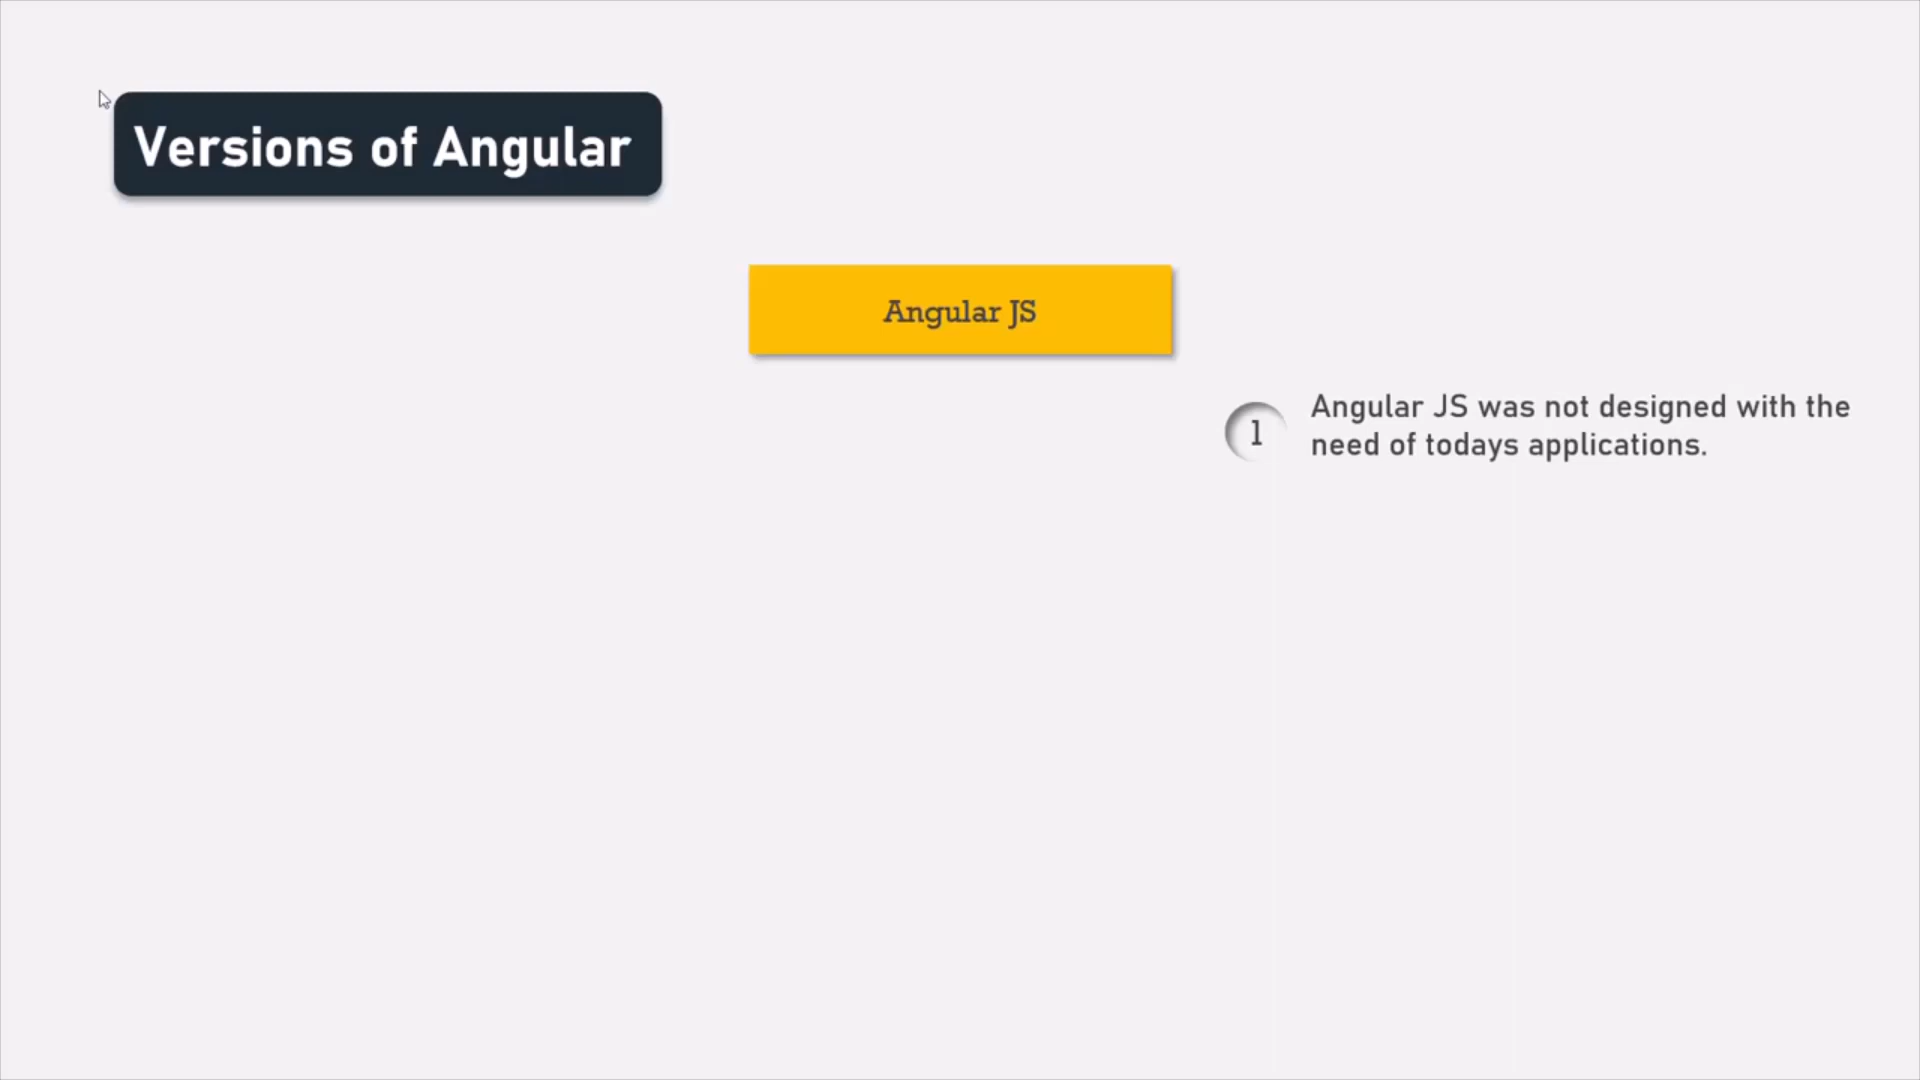 Versions of Angular
Angular JS
1
Angular JS was not designed with the
need of todays applications.